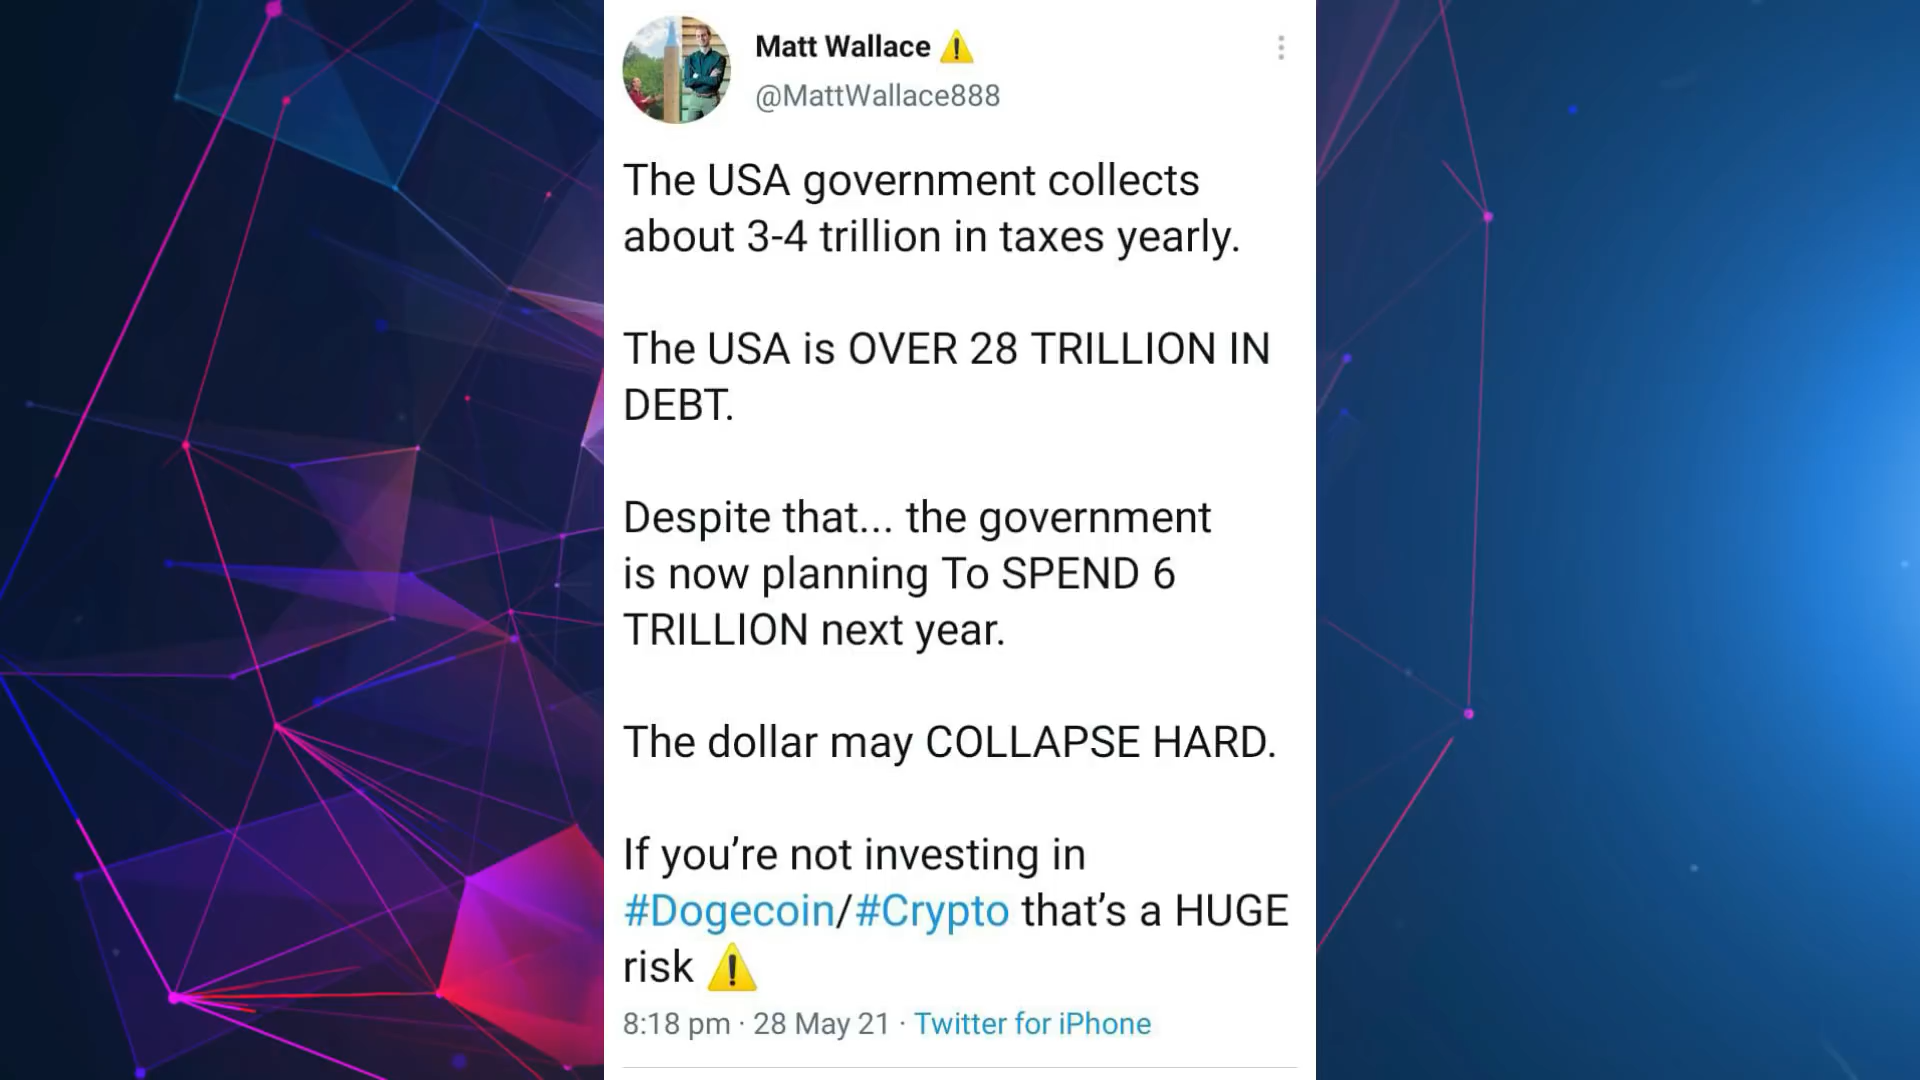 Matt Wallace ⚠️
@MattWallace888
The USA government collects
about 3-4 trillion in taxes yearly.
The USA is OVER 28 TRILLION IN
DEBT.
Despite that... the government
is now planning To SPEND 6
TRILLION next year.
The dollar may COLLAPSE HARD.
If you’re not investing in
#Dogecoin/#Crypto that’s a HUGE
risk ⚠️
8:18 pm · 28 May 21 · Twitter for iPhone